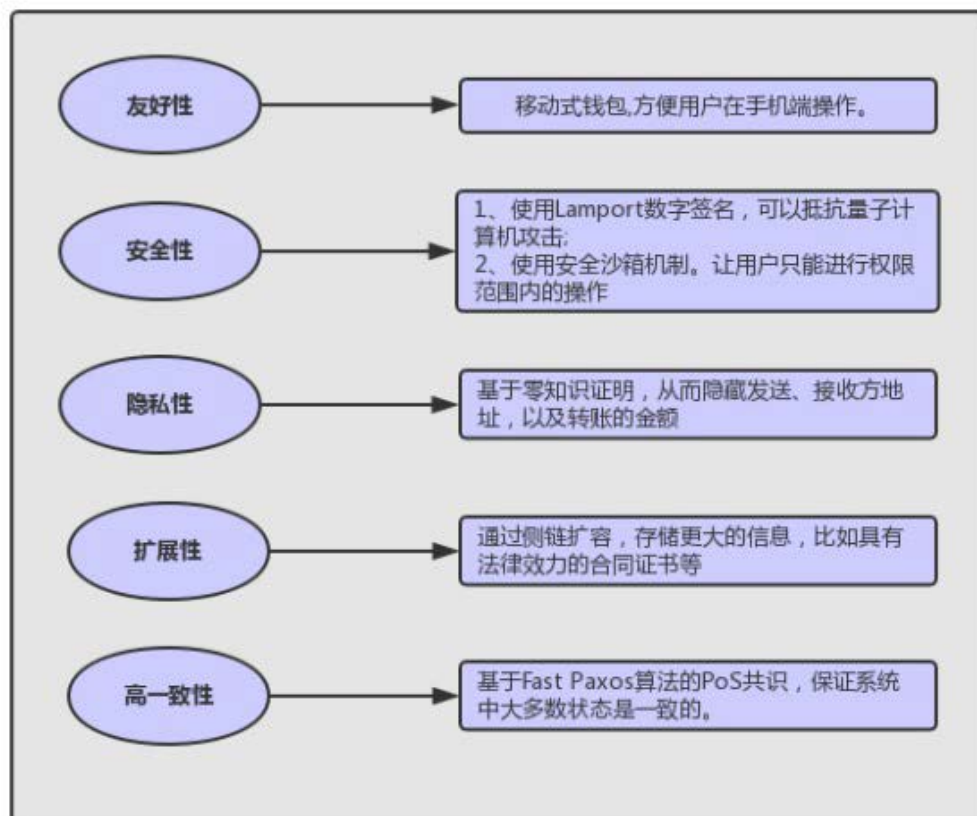 友好性
移动式钱包,方便用户在手机端操作。
安全性
1、使用Lamport数字签名，可以抵抗量子计
算机攻击;
2、使用安全沙箱机制。让用户只能进行权限
范围内的操作
隐私性
基于零知识证明，从而隐藏发送、接收方地
址，以及转账的金额
扩展性
通过侧链扩容，存储更大的信息，比如具有
法律效力的合同证书等
高一致性
基于Fast Paxos算法的PoS共识，保证系统
中大多数状态是一致的。